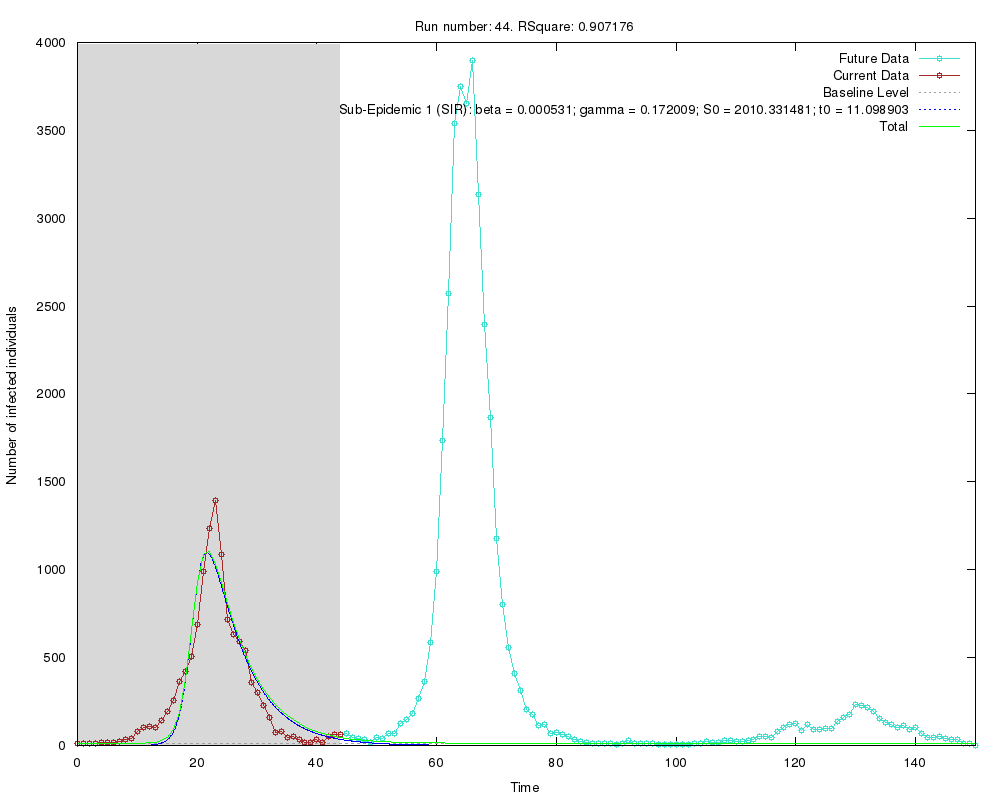 Run number: 44. RSquare: 0.907176
Future Data
Current Data
Baseline Level
Sub-Epidemic 1 (SIR): beta = 0.000531; gamma = 0.172009; S0 = 2010.331481; t0 = 11.098903
Total
Number of infected individuals
4000
3500
3000
2500
2000
1500
1000
500
0
0 20 40 60 80 100 120 140
Time